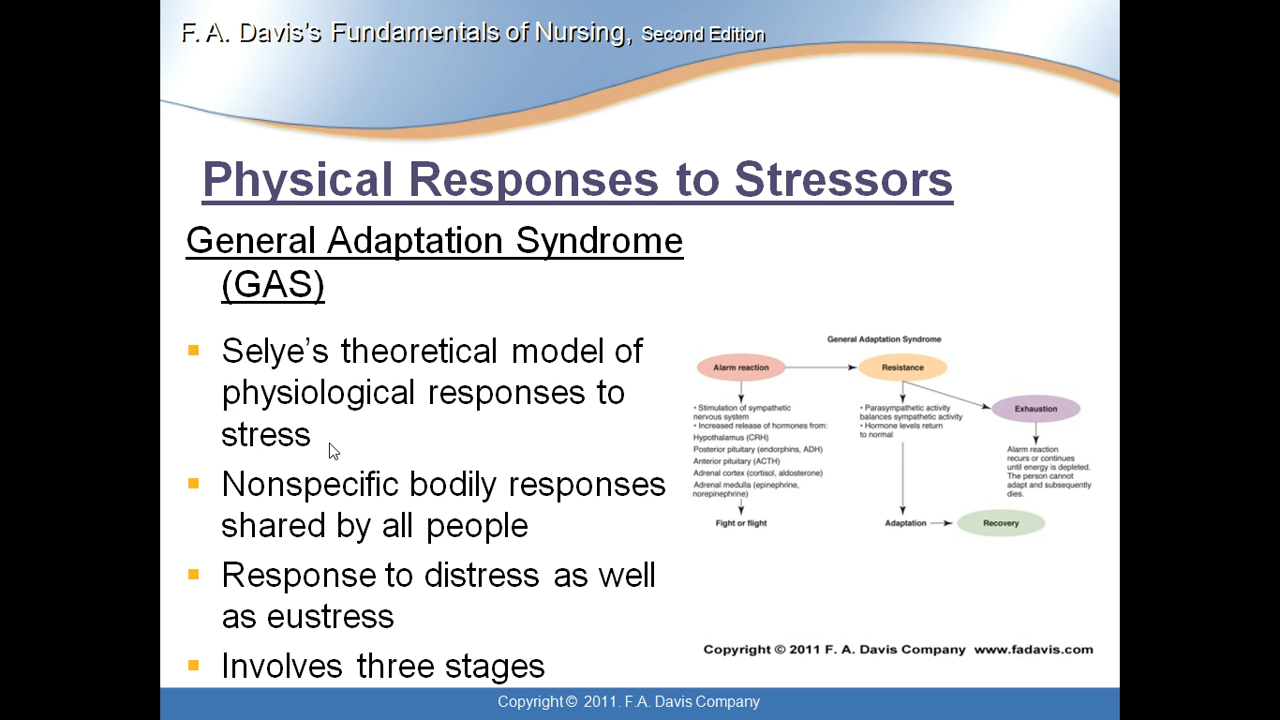 F. A. Davis's Fundamentals of Nursing, Second Edition
Physical Responses to Stressors
General Adaptation Syndrome
(GAS)
▪ Selye's theoretical model of
physiological responses to
stress
▪ Nonspecific bodily responses
shared by all people
▪ Response to distress as well
as eustress
▪ Involves three stages
General Adaptation Syndrome
Alarm reaction
• Stimulation of sympathetic
nervous system
• Increased release of hormones from:
Hypothalamus (CRH)
Posterior pituitary (endorphins, ADH)
Anterior pituitary (ACTH)
Adrenal cortex (cortisol, aldosterone)
Adrenal medulla (epinephrine,
norepinephrine)
Fight or flight
Resistance
• Parasympathetic activity
balances sympathetic activity
• Hormone levels return
to normal
Adaptation
Recovery
Exhaustion
Alarm reaction
recurs or continues
until energy is depleted.
The person cannot
adapt and subsequently
dies.
Copyright © 2011 F. A. Davis Company www.fadavis.com
Copyright © 2011. F.A. Davis Company